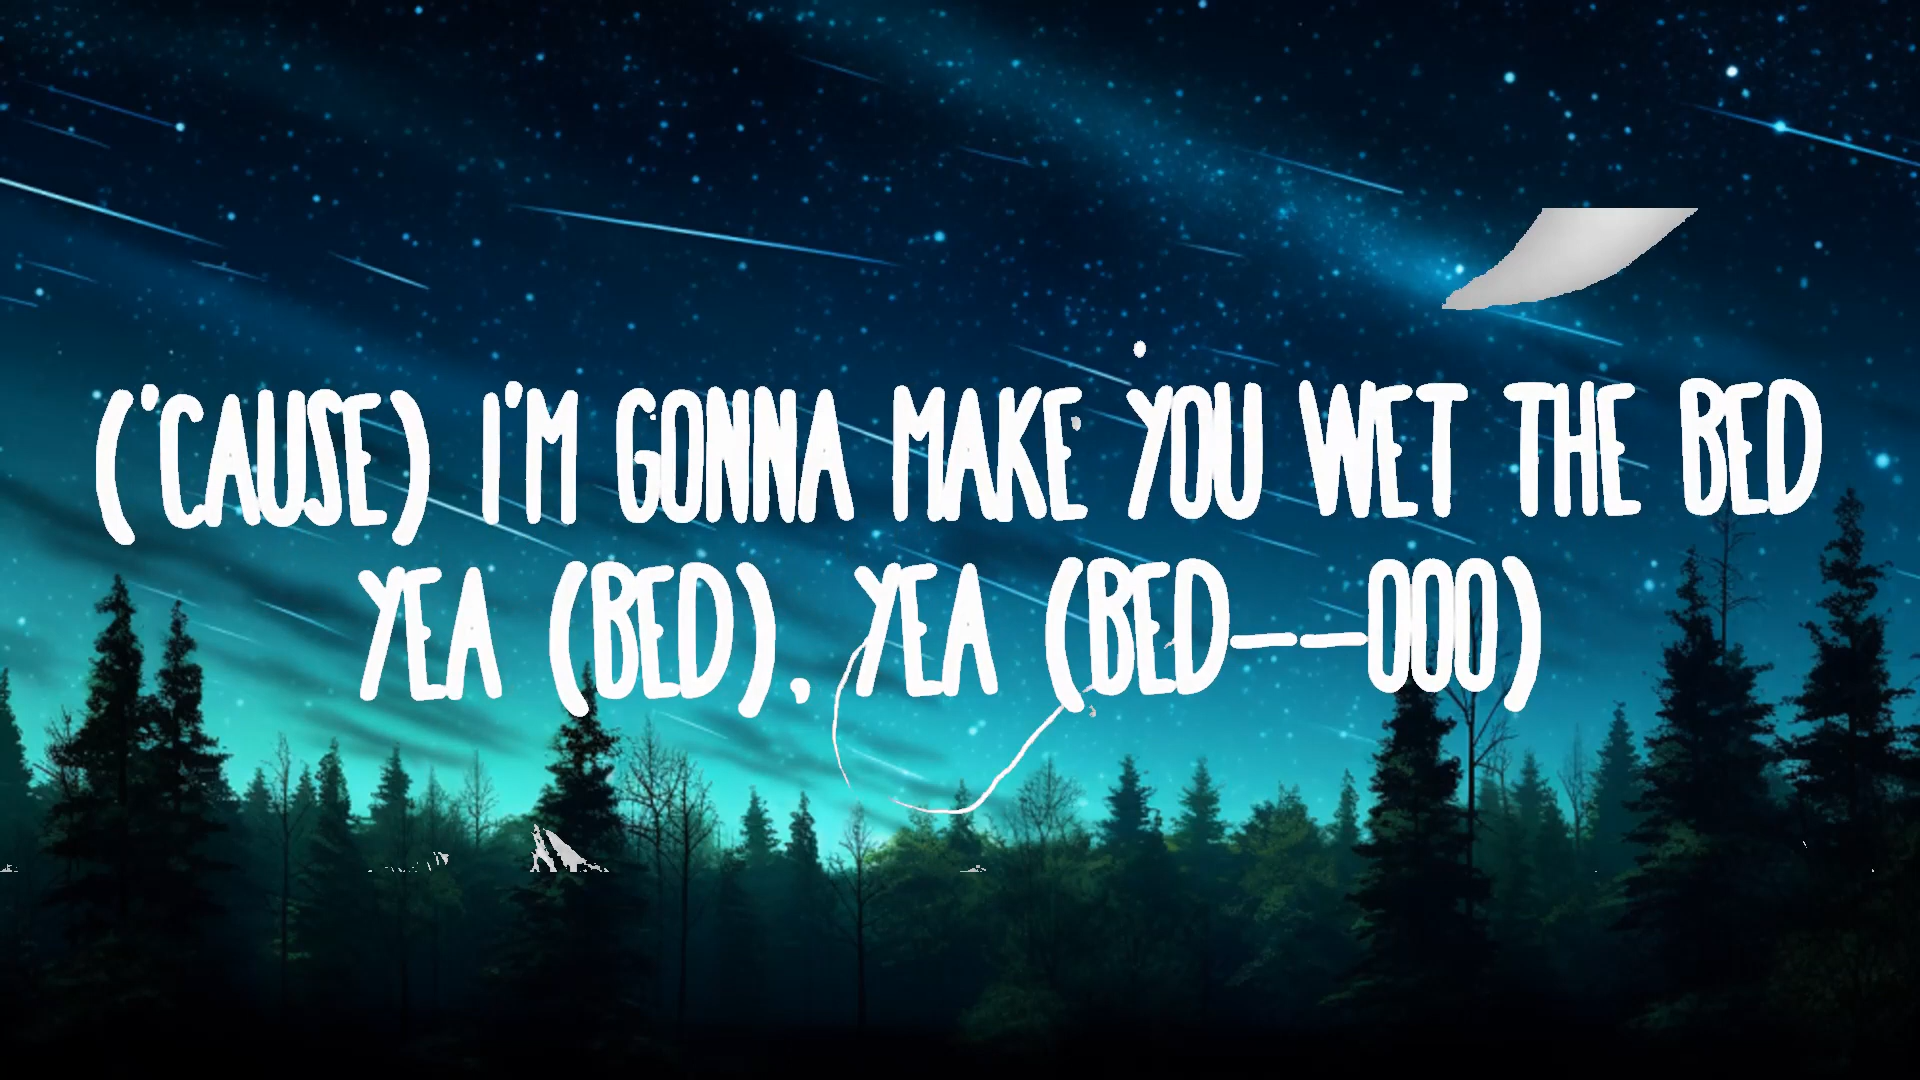 ('CAUSE) I'M GONNA MAKE YOU WET THE BED
YEA (BED), YEA (BED--OOO)